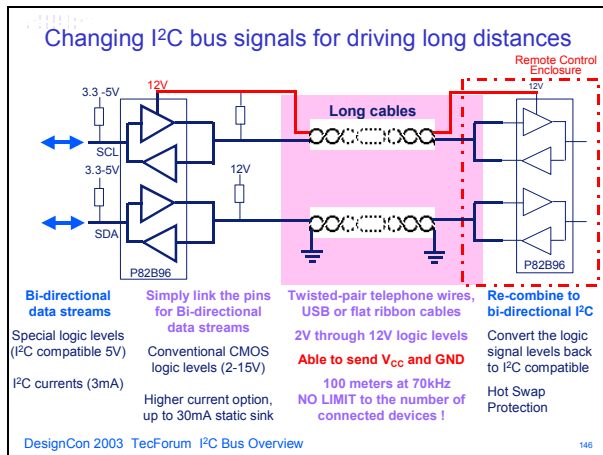 Changing I²C bus signals for driving long distances
Remote Control
Enclosure
12V
12V
3.3 -5V
Long cables
SCL
3.3-5V
12V
SDA
P82B96
P82B96
Bi-directional
data streams
Special logic levels
(I²C compatible 5V)
I²C currents (3mA)
Simply link the pins
for Bi-directional
data streams
Conventional CMOS
logic levels (2-15V)
Higher current option,
up to 30mA static sink
Twisted-pair telephone wires,
USB or flat ribbon cables
2V through 12V logic levels
Able to send VCC and GND
100 meters at 70kHz
NO LIMIT to the number of
connected devices !
Re-combine to
bi-directional I²C
Convert the logic
signal levels back
to I²C compatible
Hot Swap
Protection
DesignCon 2003 TecForum I²C Bus Overview
146